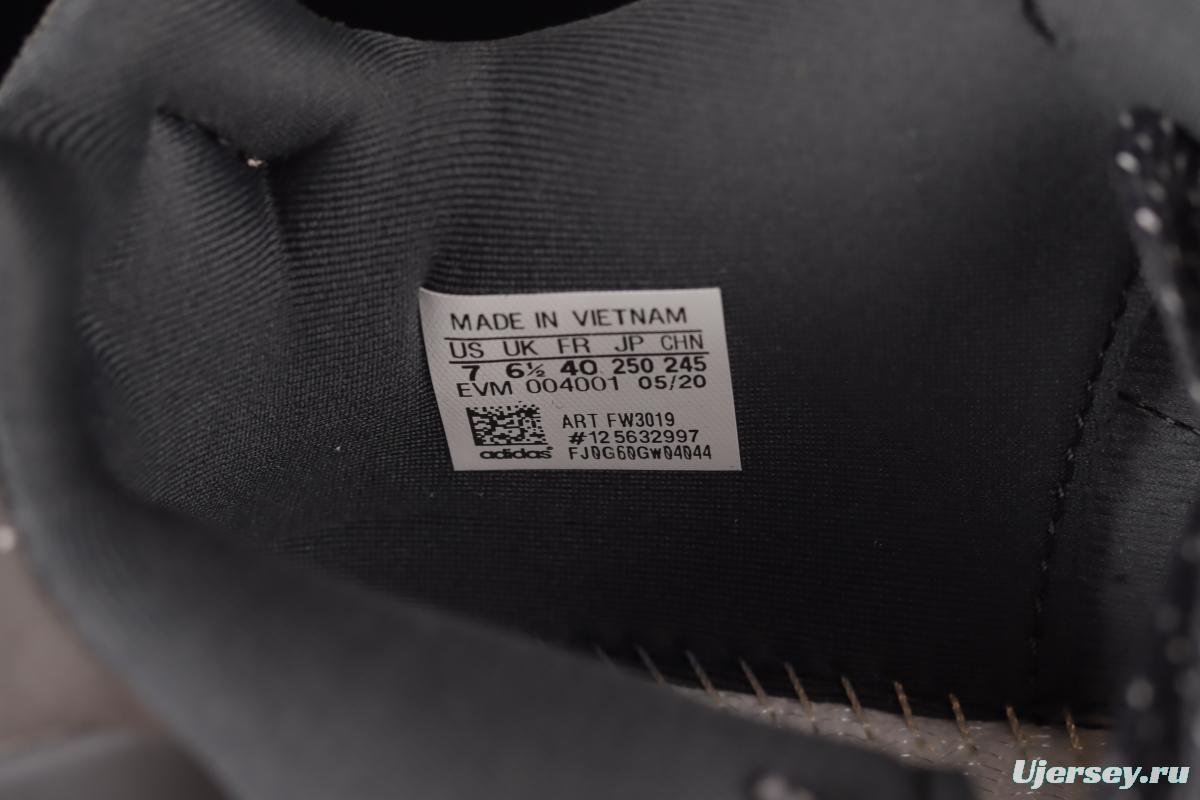 MADE IN VIETNAM
US UK FR JP CHN
7 6½ 40 250 245
EVM 004001 05/20
ART FW3019
#125632997
adidas FJ0G60GW04044
Ujersey.ru